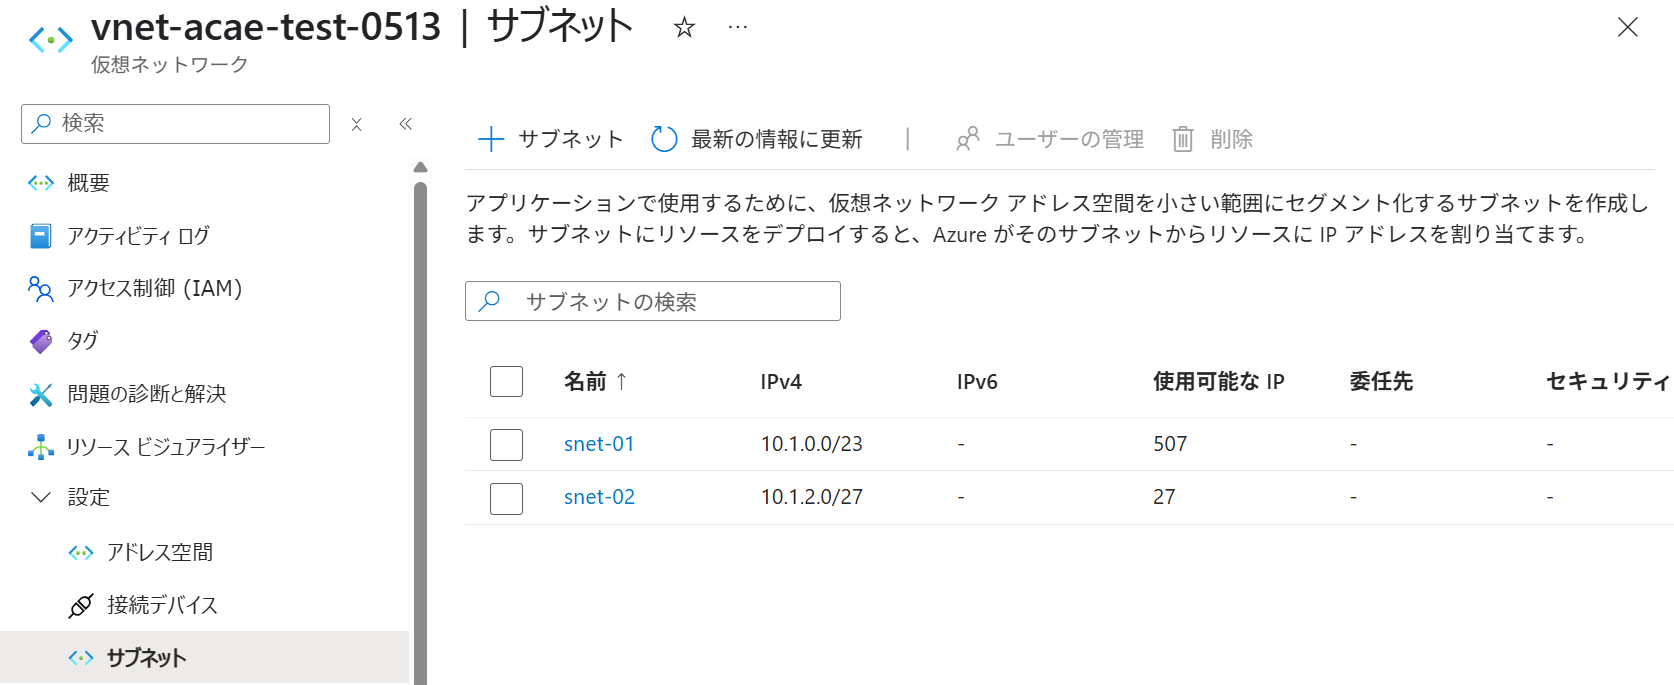 vnet-acae-test-0513 | サブネット
仮想ネットワーク
検索
概要
アクティビティ ログ
アクセス制御 (IAM)
タグ
問題の診断と解決
リソース ビジュアライザー
設定
アドレス空間
接続デバイス
サブネット
サブネット 最新の情報に更新 ユーザーの管理 削除
アプリケーションで使用するために、仮想ネットワーク アドレス空間を小さい範囲にセグメント化するサブネットを作成し
ます。サブネットにリソースをデプロイすると、Azure がそのサブネットからリソースに IP アドレスを割り当てます。
サブネットの検索
名前 ↑ IPv4 IPv6 使用可能な IP 委任先 セキュリティ
snet-01 10.1.0.0/23 - 507 - -
snet-02 10.1.2.0/27 - 27 - -